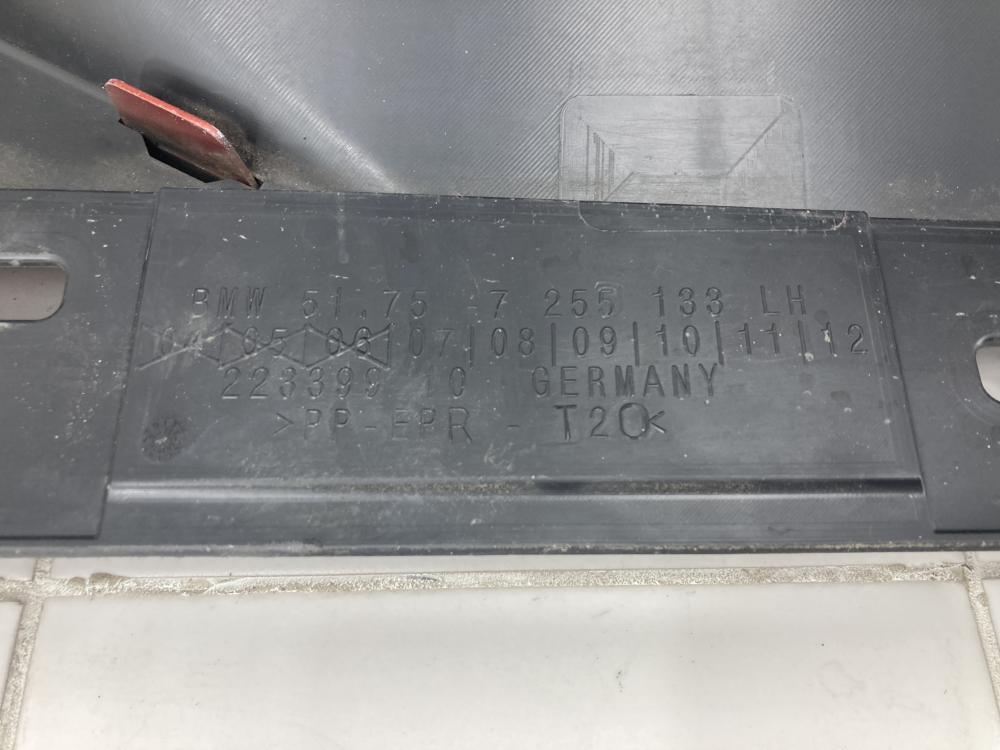 BMW 51.75 -7 255 133 LH
04|05|06|07|08|09|10|11|12
223399 10 GERMANY
>PP-EPR - T20<